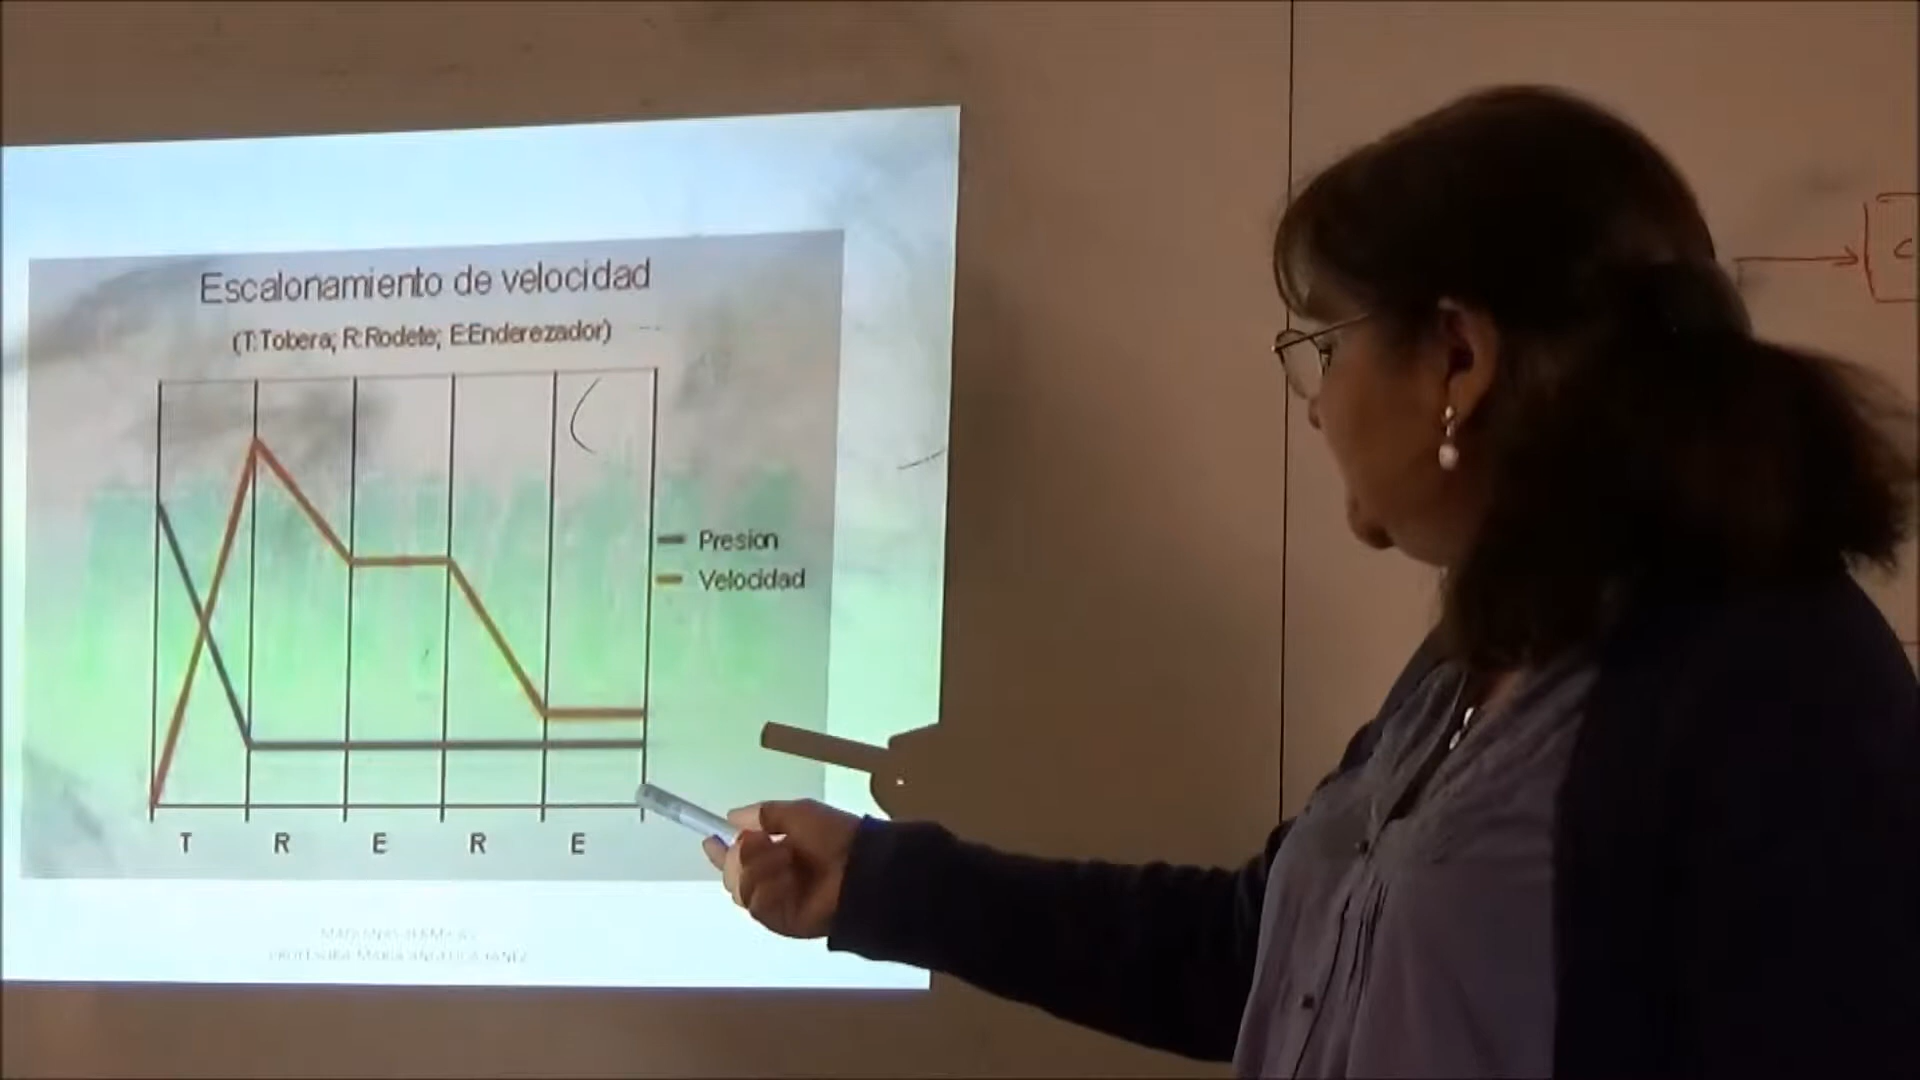 Escalonamiento de velocidad
(T:Tobera; R:Rodete; E:Enderezador)
Presion
Velocidad
T R E R E
C